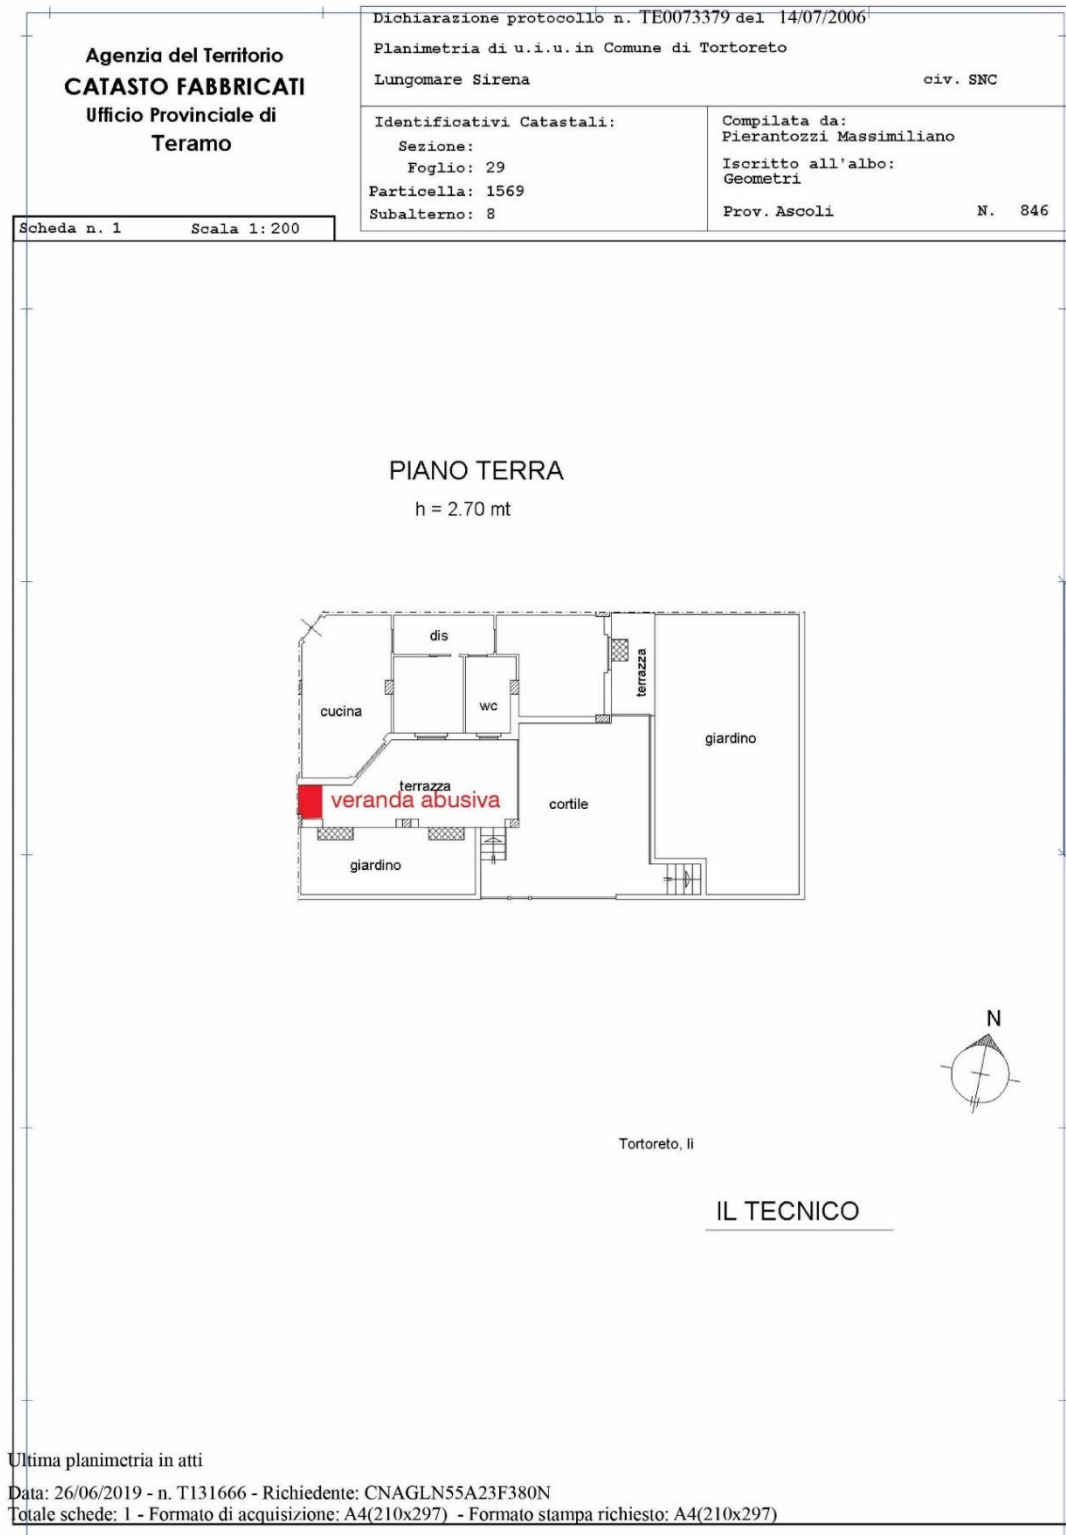 Agenzia del Territorio
CATASTO FABBRICATI
Ufficio Provinciale di
Teramo
Dichiarazione protocollo n. TE0073379 del 14/07/2006
Planimetria di u.i.u. in Comune di Tortoreto
Lungomare Sirena civ. SNC
Identificativi Catastali:
Sezione:
Foglio: 29
Particella: 1569
Subalterno: 8
Compilata da:
Pierantozzi Massimiliano
Iscritto all'albo:
Geometri
Prov. Ascoli N. 846
Scheda n. 1 Scala 1:200
PIANO TERRA
h = 2.70 mt
dis
cucina
wc
terrazza
giardino
terrazza
veranda abusiva
cortile
giardino
N
Tortoreto, lì
IL TECNICO
Ultima planimetria in atti
Data: 26/06/2019 - n. T131666 - Richiedente: CNAGLN55A23F380N
Totale schede: 1 - Formato di acquisizione: A4(210x297) - Formato stampa richiesto: A4(210x297)